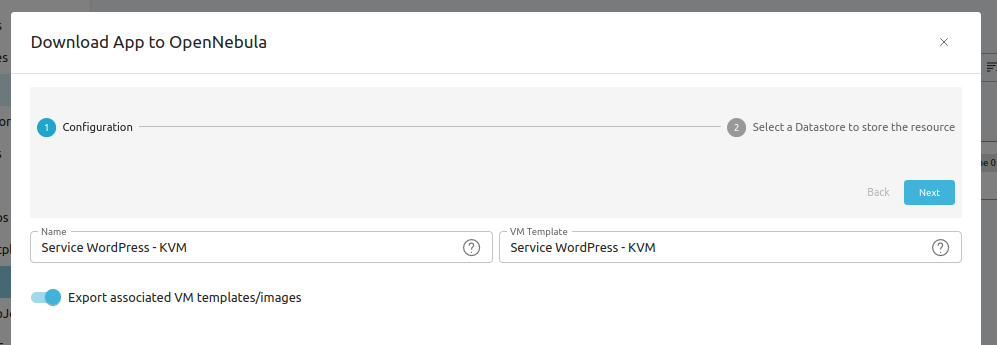 Download App to OpenNebula
1 Configuration
2 Select a Datastore to store the resource
Back Next
Name
Service WordPress - KVM ?
VM Template
Service WordPress - KVM ?
Export associated VM templates/images